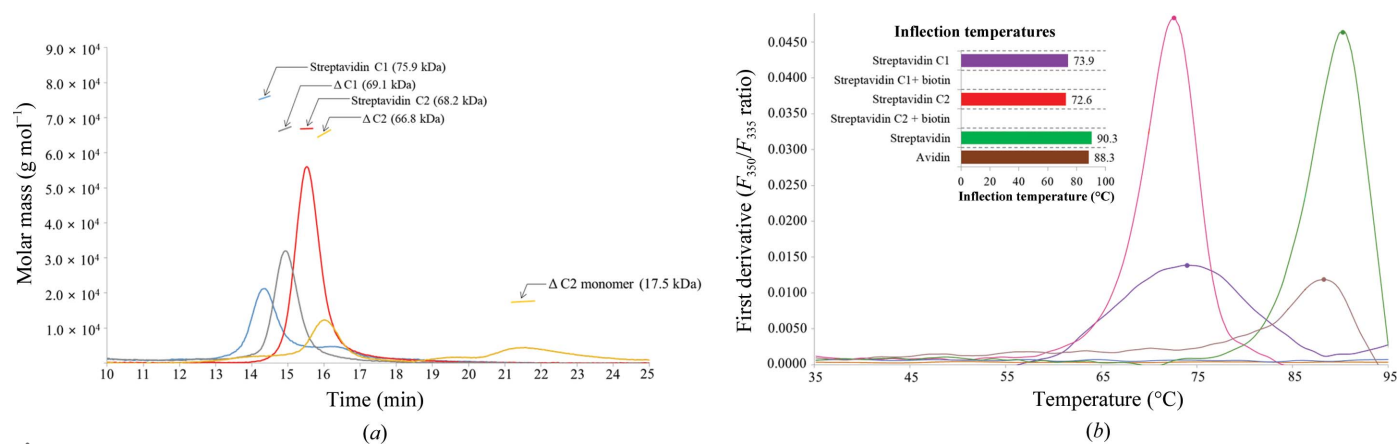 9.0 × 10⁴
8.0 × 10⁴
7.0 × 10⁴
6.0 × 10⁴
5.0 × 10⁴
4.0 × 10⁴
3.0 × 10⁴
2.0 × 10⁴
1.0 × 10⁴
Molar mass (g mol⁻¹)
Streptavidin C1 (75.9 kDa)
Δ C1 (69.1 kDa)
Streptavidin C2 (68.2 kDa)
Δ C2 (66.8 kDa)
Δ C2 monomer (17.5 kDa)
10 11 12 13 14 15 16 17 18 19 20 21 22 23 24 25
Time (min)
(a)
0.0450
0.0400
0.0350
0.0300
0.0250
0.0200
0.0150
0.0100
0.0050
0.0000
First derivative (F₃₅₀/F₃₃₅ ratio)
Inflection temperatures
Streptavidin C1 73.9
Streptavidin C1+ biotin
Streptavidin C2 72.6
Streptavidin C2 + biotin
Streptavidin 90.3
Avidin 88.3
0 20 40 60 80 100
Inflection temperature (°C)
35 45 55 65 75 85 95
Temperature (°C)
(b)